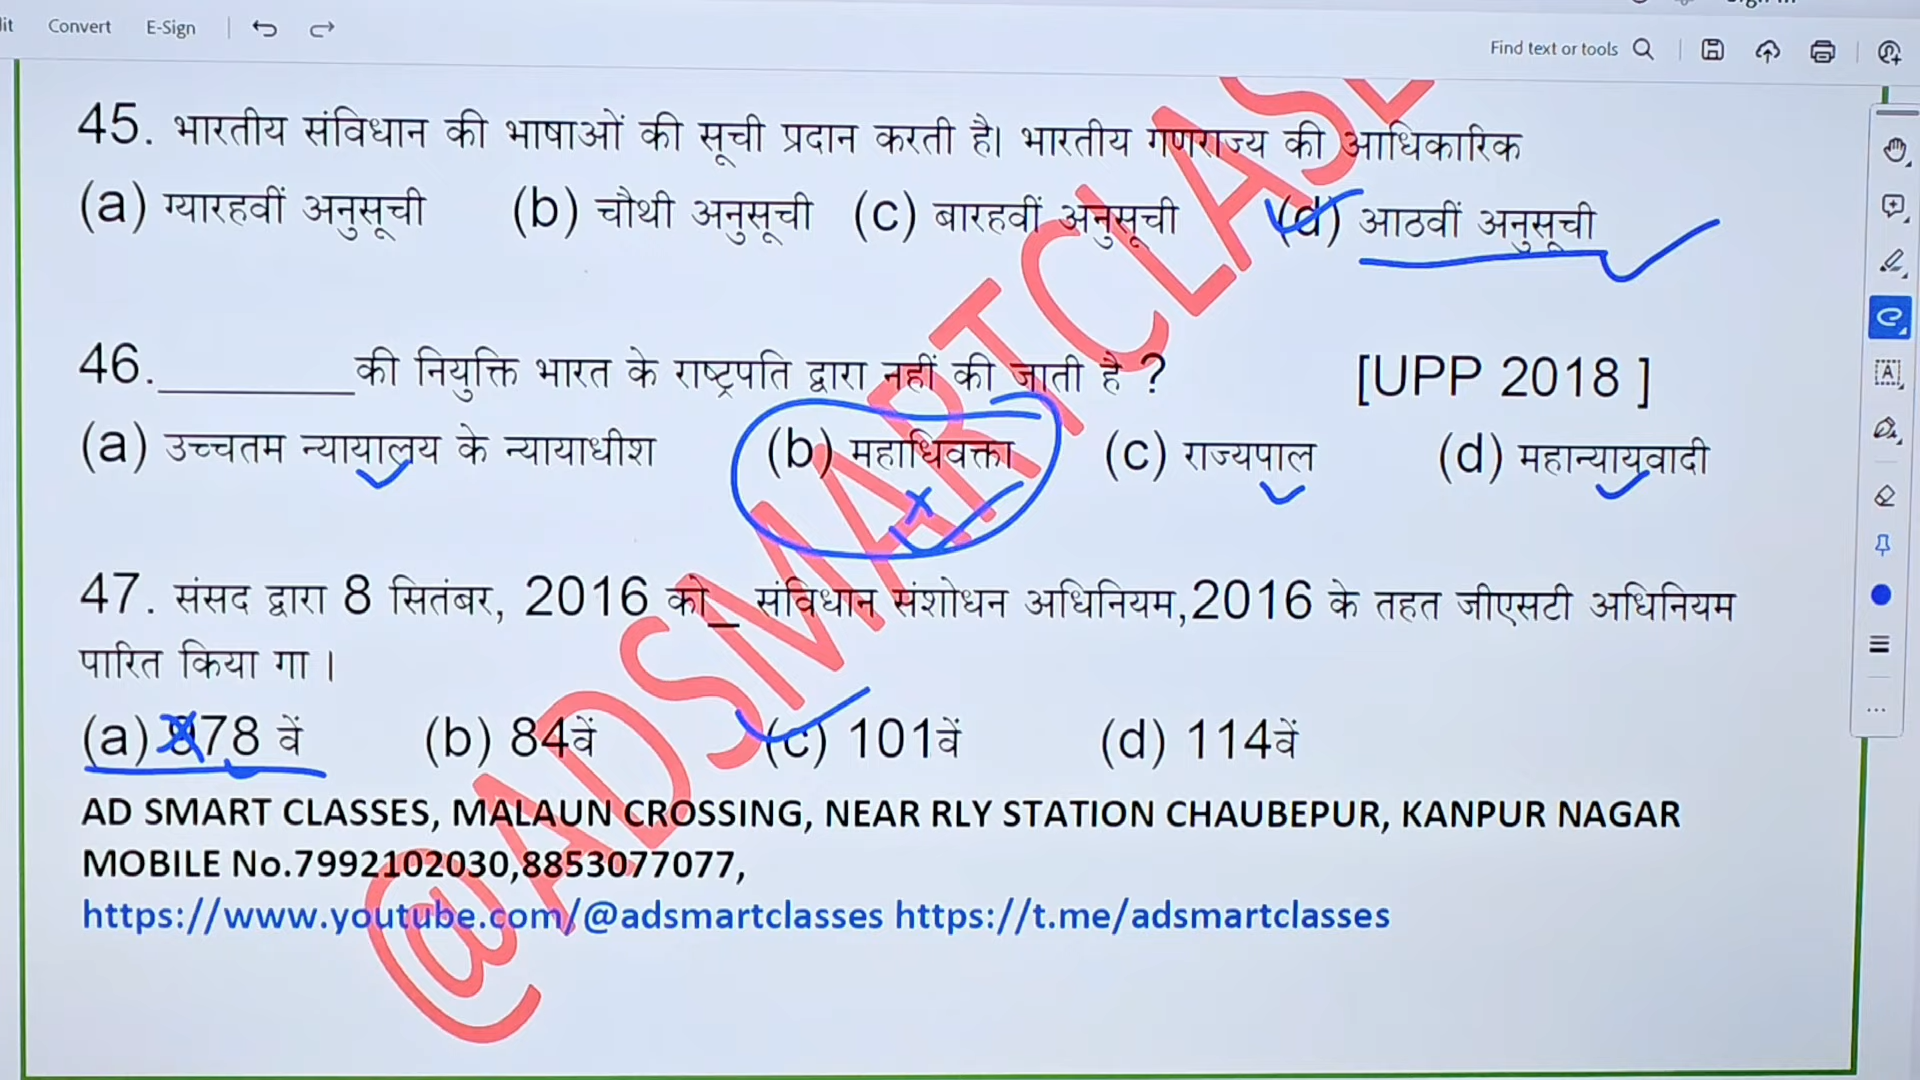 Convert E-Sign
Find text or tools
45. भारतीय संविधान की भाषाओं की सूची प्रदान करती है। भारतीय गणराज्य की आधिकारिक
(a) ग्यारहवीं अनुसूची (b) चौथी अनुसूची (c) बारहवीं अनुसूची (d) आठवीं अनुसूची
46.________की नियुक्ति भारत के राष्ट्रपति द्वारा नहीं की जाती है ? [UPP 2018 ]
(a) उच्चतम न्यायालय के न्यायाधीश (b) महाधिवक्ता (c) राज्यपाल (d) महान्यायवादी
47. संसद द्वारा 8 सितंबर, 2016 को_ संविधान संशोधन अधिनियम,2016 के तहत जीएसटी अधिनियम
पारित किया गा ।
(a) 78 वें (b) 84वें (c) 101वें (d) 114वें
AD SMART CLASSES, MALAUN CROSSING, NEAR RLY STATION CHAUBEPUR, KANPUR NAGAR
MOBILE No.7992102030,8853077077,
https://www.youtube.com/@adsmartclasses https://t.me/adsmartclasses
@ADSMARTCLASE